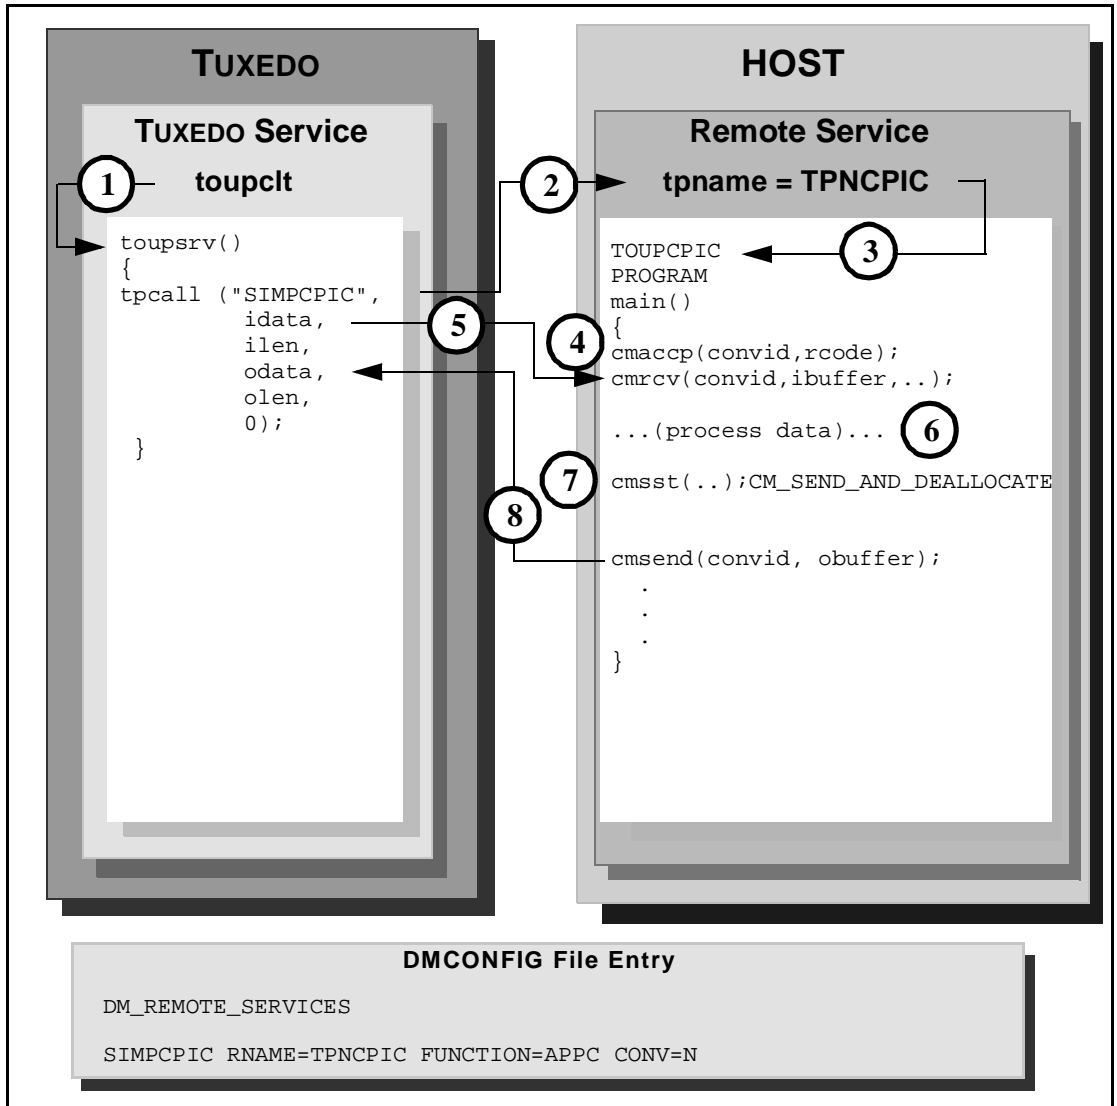 TUXEDO
TUXEDO Service
1
toupclt
toupsrv()
{
tpcall ("SIMPCPIC",
idata,
ilen,
odata,
olen,
0);
}
HOST
Remote Service
2
tpname = TPNCPIC
TOUPCPIC
3
PROGRAM
main()
{
4
5
cmaccp(convid,rcode);
cmrcv(convid,ibuffer,..);
...(process data)...
6
7
cmsst(..);CM_SEND_AND_DEALLOCATE
8
cmsend(convid, obuffer);
.
.
.
}
DMCONFIG File Entry
DM_REMOTE_SERVICES
SIMPCPIC RNAME=TPNCPIC FUNCTION=APPC CONV=N